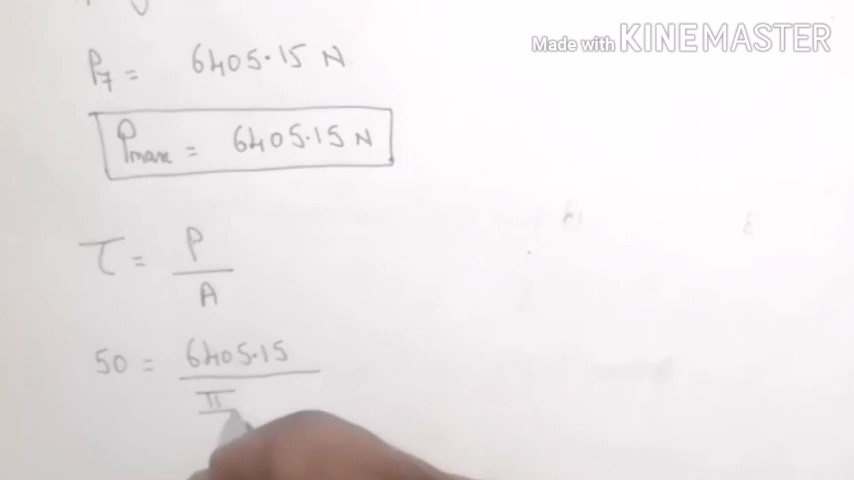 Made with KINEMASTER
P7 = 6405.15 N
Pmax = 6405.15 N
τ = P
A
50 = 6405.15
π